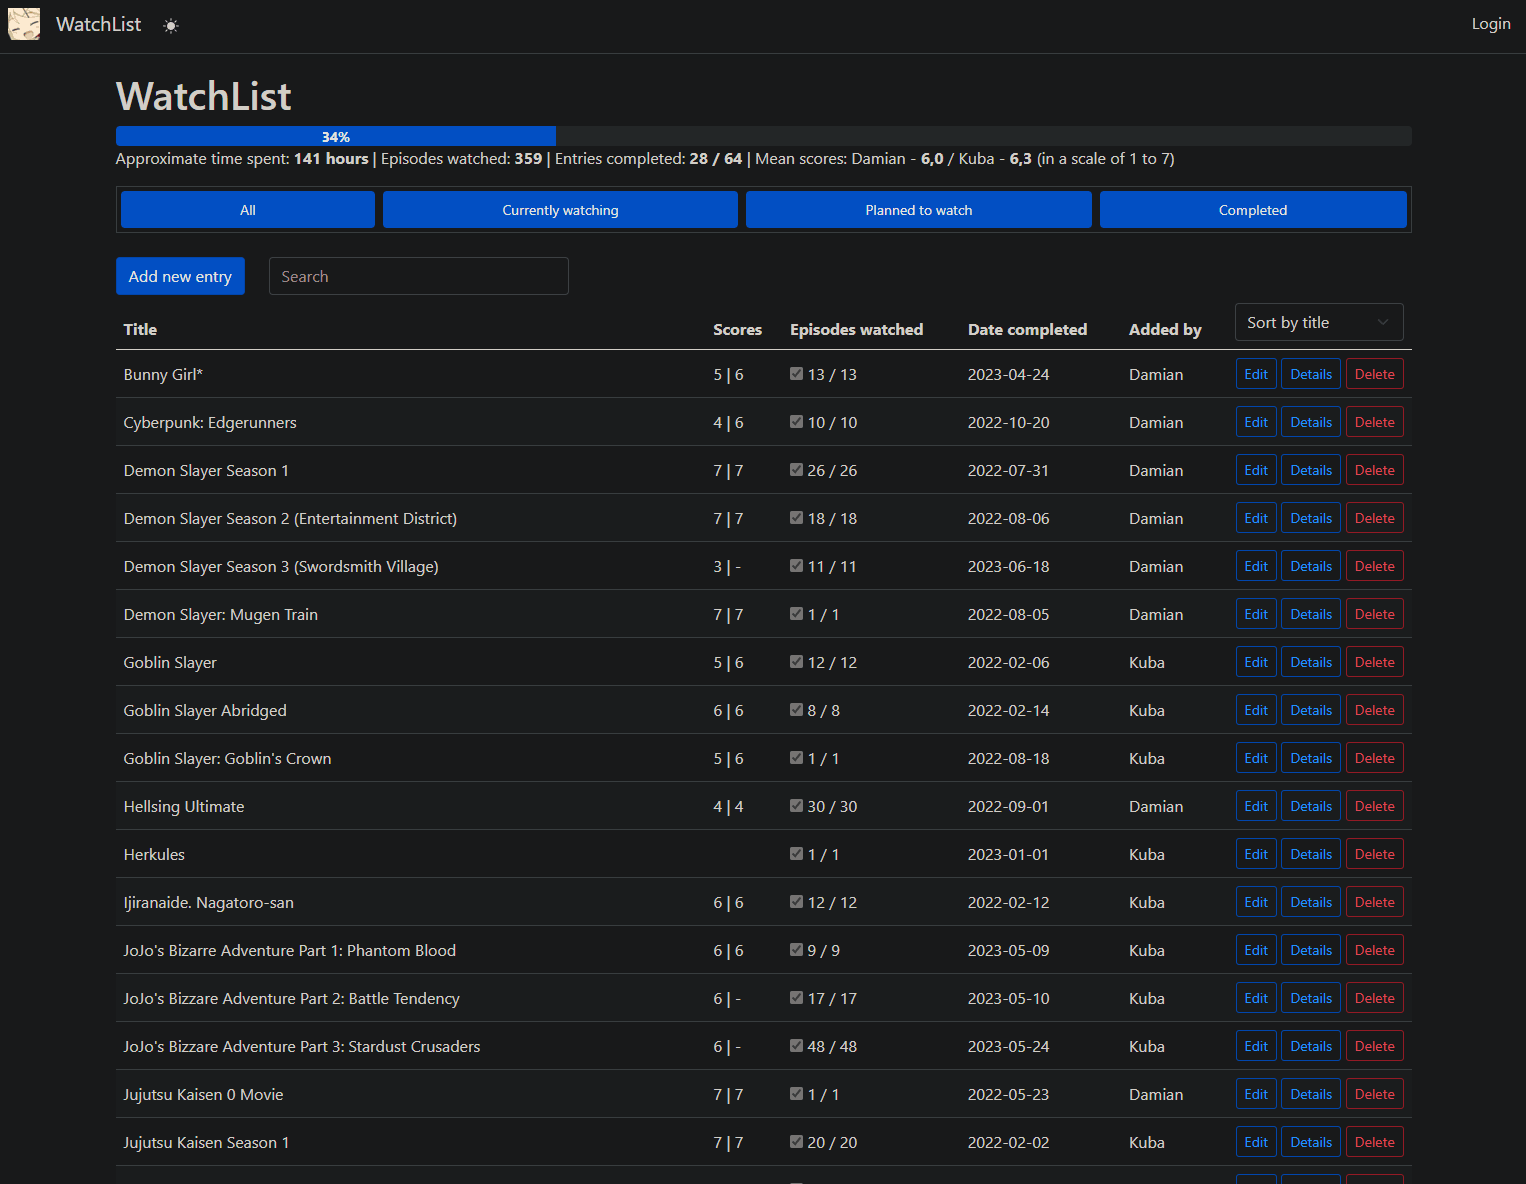 WatchList
Login
WatchList
34%
Approximate time spent: 141 hours | Episodes watched: 359 | Entries completed: 28 / 64 | Mean scores: Damian - 6,0 / Kuba - 6,3 (in a scale of 1 to 7)
All Currently watching Planned to watch Completed
Add new entry Search
Title Scores Episodes watched Date completed Added by Sort by title
Bunny Girl* 5 | 6 13 / 13 2023-04-24 Damian Edit Details Delete
Cyberpunk: Edgerunners 4 | 6 10 / 10 2022-10-20 Damian Edit Details Delete
Demon Slayer Season 1 7 | 7 26 / 26 2022-07-31 Damian Edit Details Delete
Demon Slayer Season 2 (Entertainment District) 7 | 7 18 / 18 2022-08-06 Damian Edit Details Delete
Demon Slayer Season 3 (Swordsmith Village) 3 | - 11 / 11 2023-06-18 Damian Edit Details Delete
Demon Slayer: Mugen Train 7 | 7 1 / 1 2022-08-05 Damian Edit Details Delete
Goblin Slayer 5 | 6 12 / 12 2022-02-06 Kuba Edit Details Delete
Goblin Slayer Abridged 6 | 6 8 / 8 2022-02-14 Kuba Edit Details Delete
Goblin Slayer: Goblin's Crown 5 | 6 1 / 1 2022-08-18 Kuba Edit Details Delete
Hellsing Ultimate 4 | 4 30 / 30 2022-09-01 Damian Edit Details Delete
Herkules 1 / 1 2023-01-01 Kuba Edit Details Delete
Ijiranaide. Nagatoro-san 6 | 6 12 / 12 2022-02-12 Kuba Edit Details Delete
JoJo's Bizarre Adventure Part 1: Phantom Blood 6 | 6 9 / 9 2023-05-09 Kuba Edit Details Delete
JoJo's Bizzare Adventure Part 2: Battle Tendency 6 | - 17 / 17 2023-05-10 Kuba Edit Details Delete
JoJo's Bizzare Adventure Part 3: Stardust Crusaders 6 | - 48 / 48 2023-05-24 Kuba Edit Details Delete
Jujutsu Kaisen 0 Movie 7 | 7 1 / 1 2022-05-23 Damian Edit Details Delete
Jujutsu Kaisen Season 1 7 | 7 20 / 20 2022-02-02 Kuba Edit Details Delete